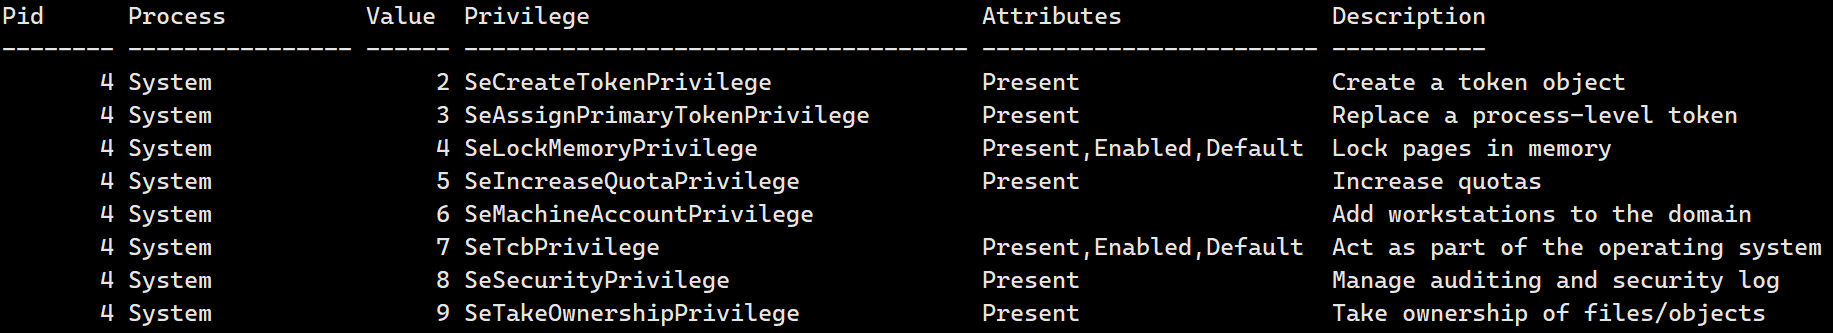 Pid      Process          Value  Privilege                            Attributes               Description
-------- ---------------- ------ ------------------------------------ ------------------------ -----------
       4 System                2 SeCreateTokenPrivilege               Present                  Create a token object
       4 System                3 SeAssignPrimaryTokenPrivilege        Present                  Replace a process-level token
       4 System                4 SeLockMemoryPrivilege                Present,Enabled,Default  Lock pages in memory
       4 System                5 SeIncreaseQuotaPrivilege             Present                  Increase quotas
       4 System                6 SeMachineAccountPrivilege                                     Add workstations to the domain
       4 System                7 SeTcbPrivilege                       Present,Enabled,Default  Act as part of the operating system
       4 System                8 SeSecurityPrivilege                  Present                  Manage auditing and security log
       4 System                9 SeTakeOwnershipPrivilege             Present                  Take ownership of files/objects